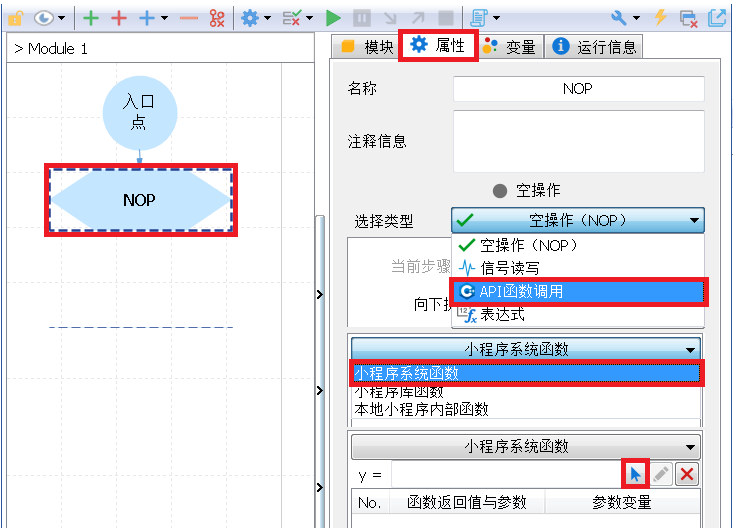 > Module 1
入口
点
NOP
模块
属性
变量
运行信息
名称
NOP
注释信息
空操作
选择类型
空操作（NOP）
空操作（NOP）
信号读写
API函数调用
表达式
当前步骤
向下
小程序系统函数
小程序系统函数
小程序库函数
本地小程序内部函数
小程序系统函数
y =
No.
函数返回值与参数
参数变量